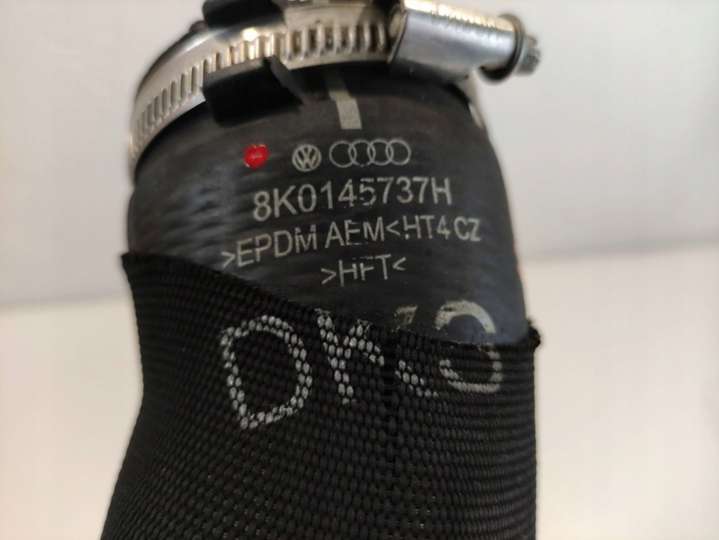 8K0145737H
>EPDM AEM<HT4 CZ
>HFT<